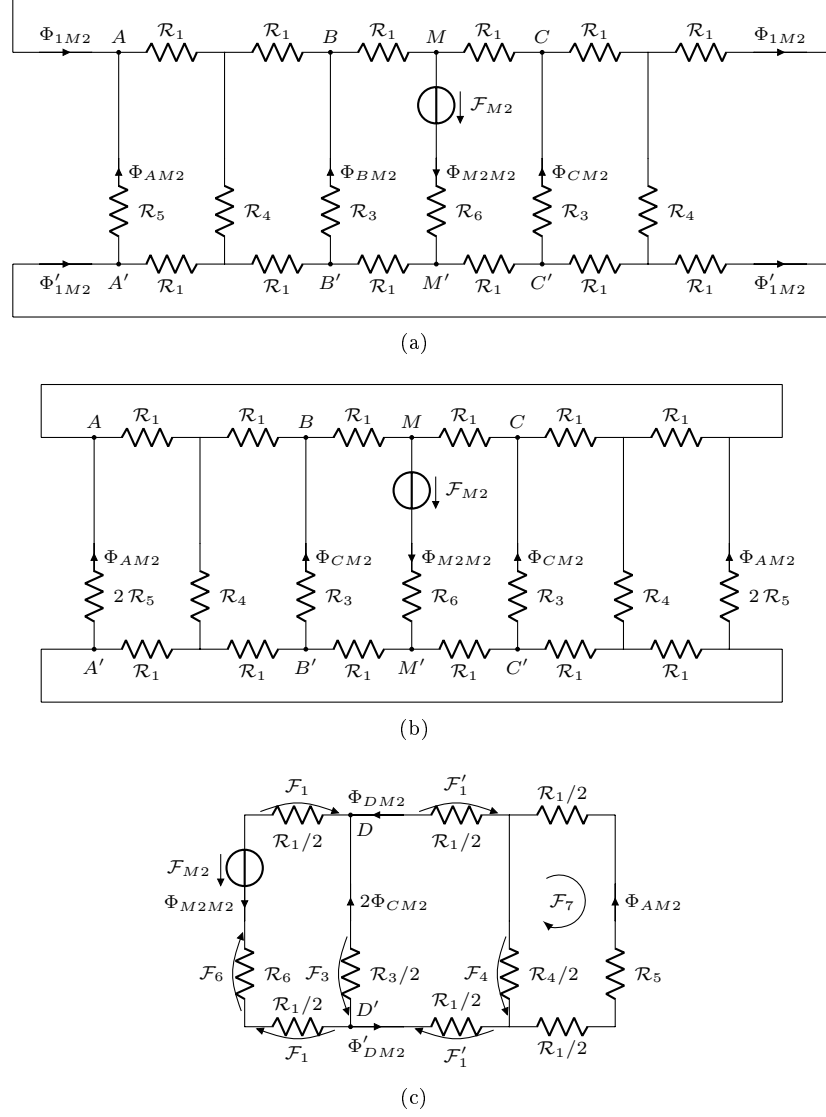 Φ1M2 A R1 R1 B R1 M R1 C R1 R1 Φ1M2
FM2
ΦAM2 ΦBM2 ΦM2M2 ΦCM2
R5 R4 R3 R6 R3 R4
Φ′1M2 A′ R1 R1 B′ R1 M′ R1 C′ R1 R1 Φ′1M2
(a)
A R1 R1 B R1 M R1 C R1 R1
FM2
ΦAM2 ΦCM2 ΦM2M2 ΦCM2 ΦAM2
2R5 R4 R3 R6 R3 R4 2R5
A′ R1 R1 B′ R1 M′ R1 C′ R1 R1
(b)
F1 ΦDM2 F′1 R1/2
R1/2 D R1/2
FM2
ΦM2M2 2ΦCM2 F7 ΦAM2
F6 R6 F3 R3/2 F4 R4/2 R5
R1/2 D′ R1/2
F1 Φ′DM2 F′1 R1/2
(c)